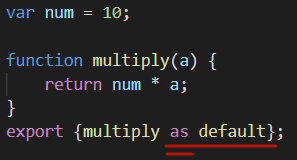 var num = 10;
function multiply(a) {
return num * a;
}
export {multiply as default};